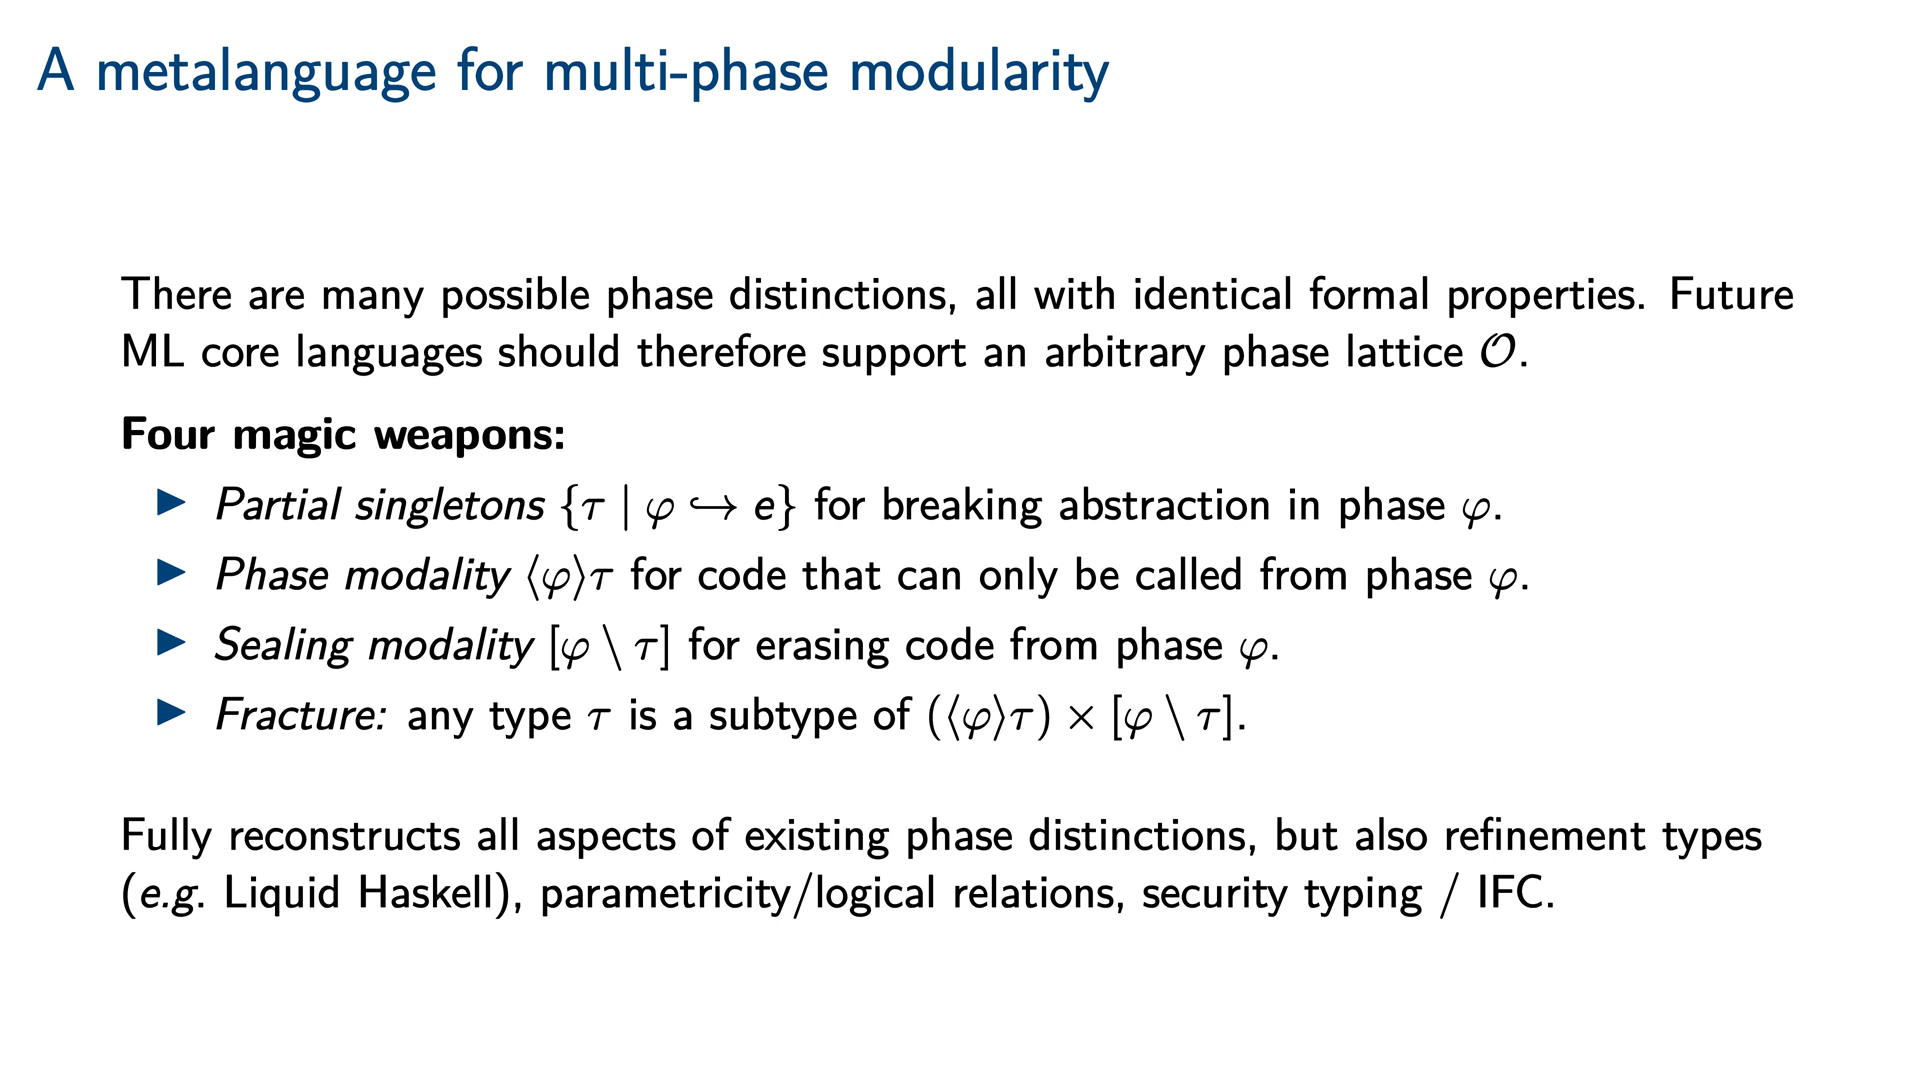 A metalanguage for multi-phase modularity
There are many possible phase distinctions, all with identical formal properties. Future
ML core languages should therefore support an arbitrary phase lattice 𝒪.
Four magic weapons:
▶ Partial singletons {τ | φ ↪ e} for breaking abstraction in phase φ.
▶ Phase modality ⟨φ⟩τ for code that can only be called from phase φ.
▶ Sealing modality [φ \ τ] for erasing code from phase φ.
▶ Fracture: any type τ is a subtype of (⟨φ⟩τ) × [φ \ τ].
Fully reconstructs all aspects of existing phase distinctions, but also refinement types
(e.g. Liquid Haskell), parametricity/logical relations, security typing / IFC.